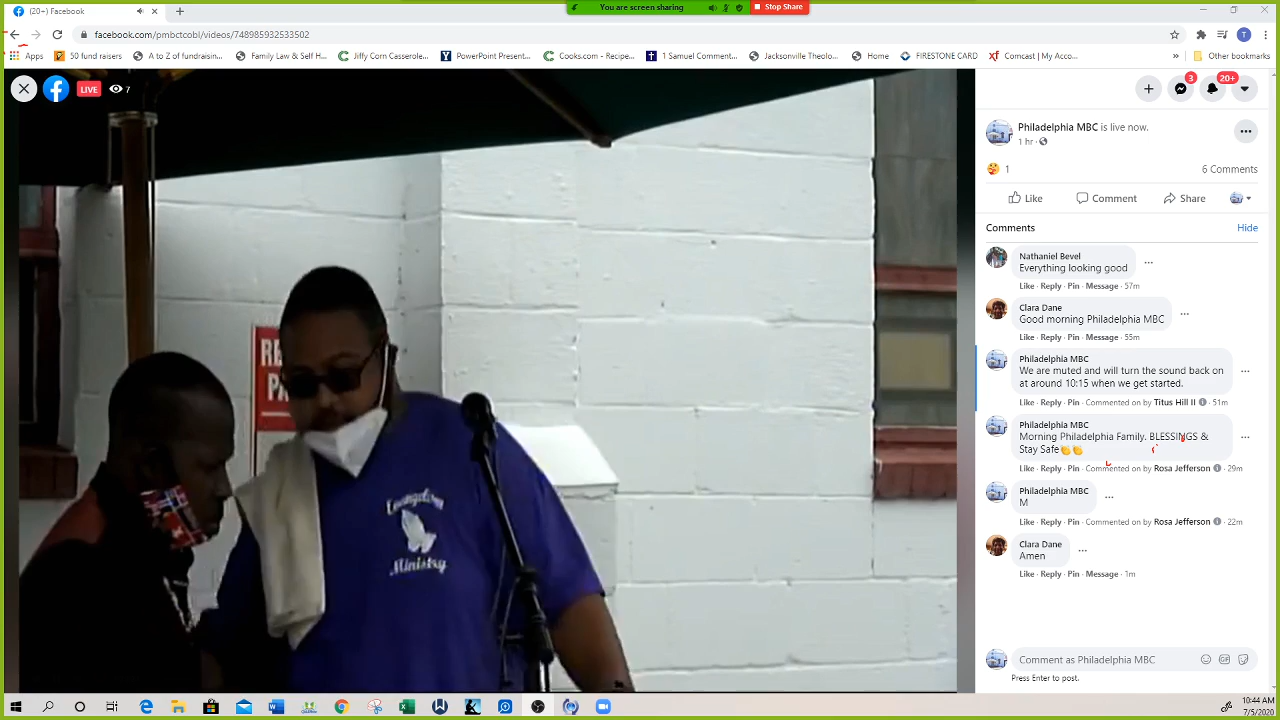 (20+) Facebook
You are screen sharing
Stop Share
facebook.com/pmbctcobl/videos/748985932533502
Apps
50 fund raisers
A to Z of fundraisin...
Family Law & Self H...
Jiffy Corn Casserole...
PowerPoint Present...
Cooks.com - Recipe...
1 Samuel Comment...
Jacksonville Theolo...
Home
FIRESTONE CARD
Comcast | My Acco...
»
Other bookmarks
LIVE
7
3
20+
Philadelphia MBC is live now.
1 hr
1
6 Comments
Like
Comment
Share
Comments
Hide
Nathaniel Bevel
Everything looking good
Like · Reply · Pin · Message · 57m
Clara Dane
Good morning Philadelphia MBC
Like · Reply · Pin · Message · 55m
Philadelphia MBC
We are muted and will turn the sound back on
at around 10:15 when we get started.
Like · Reply · Pin · Commented on by Titus Hill II · 51m
Philadelphia MBC
Morning Philadelphia Family. BLESSINGS &
Stay Safe👏👏
Like · Reply · Pin · Commented on by Rosa Jefferson · 29m
Philadelphia MBC
M
Like · Reply · Pin · Commented on by Rosa Jefferson · 22m
Clara Dane
Amen
Like · Reply · Pin · Message · 1m
Evangelism
Ministry
Comment as Philadelphia MBC
Press Enter to post.
10:44 AM
7/5/2020